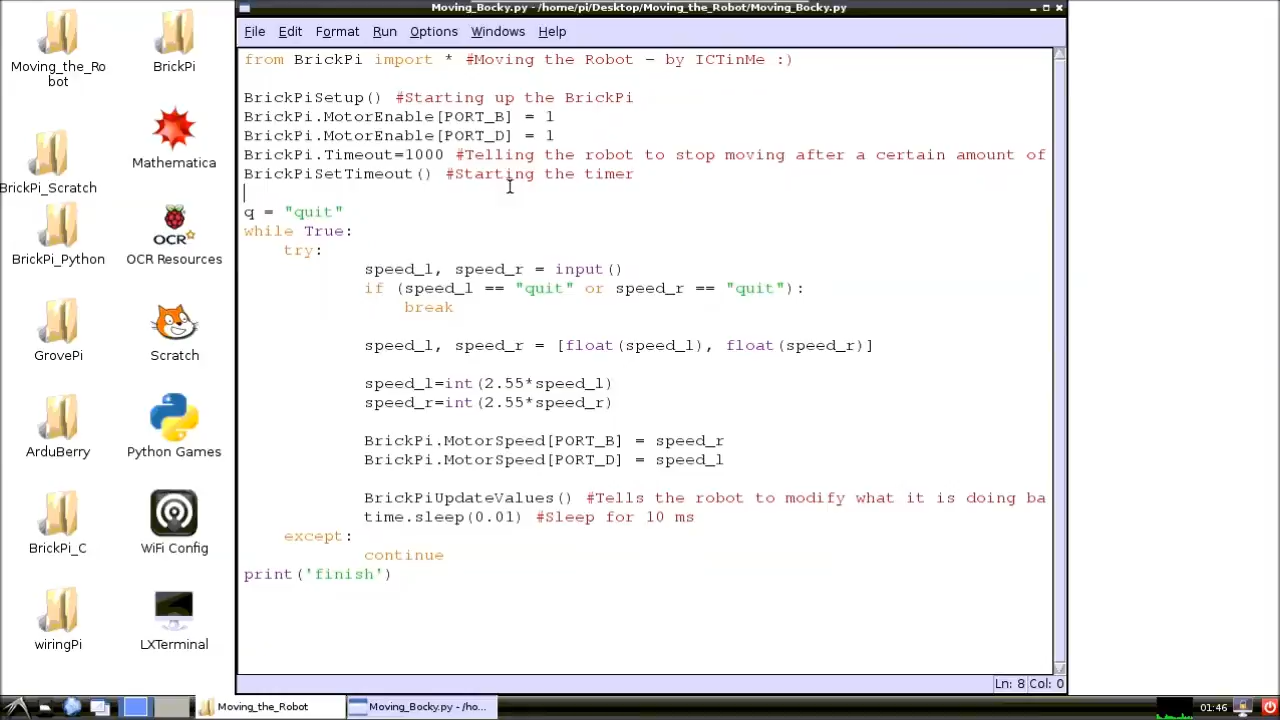 Moving_Bocky.py - /home/pi/Desktop/Moving_the_Robot/Moving_Bocky.py
File Edit Format Run Options Windows Help
from BrickPi import * #Moving the Robot - by ICTinMe :)
BrickPiSetup() #Starting up the BrickPi
BrickPi.MotorEnable[PORT_B] = 1
BrickPi.MotorEnable[PORT_D] = 1
BrickPi.Timeout=1000 #Telling the robot to stop moving after a certain amount of
BrickPiSetTimeout() #Starting the timer
q = "quit"
while True:
try:
speed_l, speed_r = input()
if (speed_l == "quit" or speed_r == "quit"):
break
speed_l, speed_r = [float(speed_l), float(speed_r)]
speed_l=int(2.55*speed_l)
speed_r=int(2.55*speed_r)
BrickPi.MotorSpeed[PORT_B] = speed_r
BrickPi.MotorSpeed[PORT_D] = speed_l
BrickPiUpdateValues() #Tells the robot to modify what it is doing ba
time.sleep(0.01) #Sleep for 10 ms
except:
continue
print('finish')
Ln: 8 Col: 0
Moving_the_Ro
bot
BrickPi
Mathematica
BrickPi_Scratch
OCR
BrickPi_Python
OCR Resources
GrovePi
Scratch
ArduBerry
Python Games
BrickPi_C
WiFi Config
wiringPi
LXTerminal
Moving_the_Robot
Moving_Bocky.py - /ho...
01:46